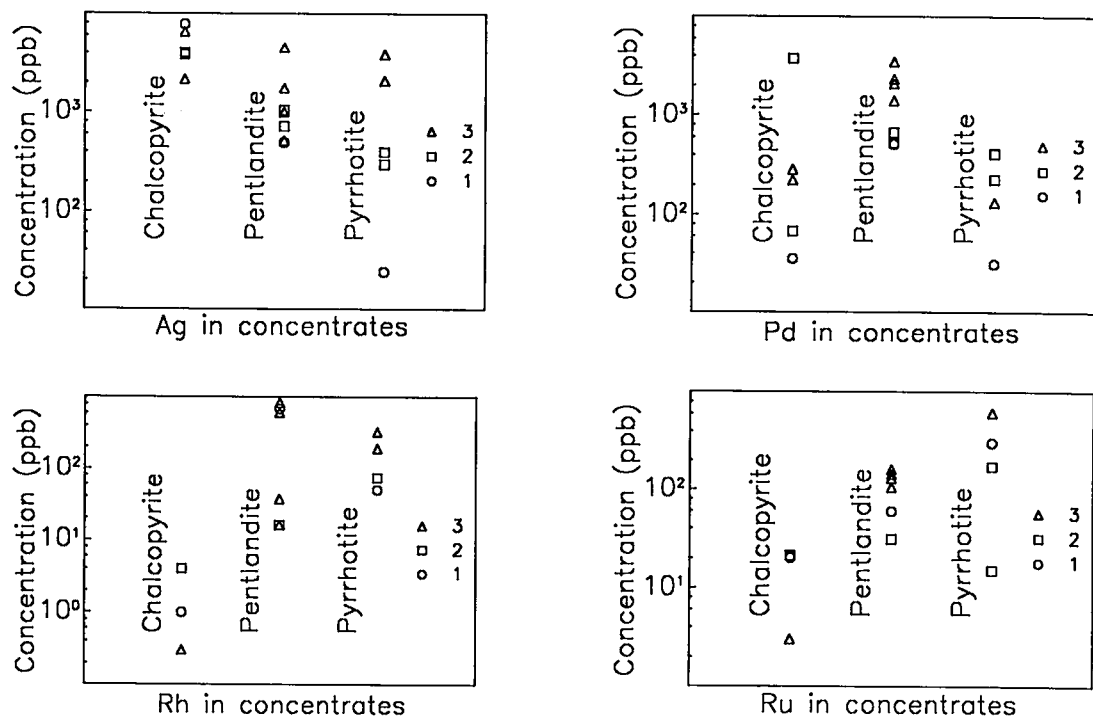 Concentration (ppb)
10³
10²
Chalcopyrite
Pentlandite
Pyrrhotite
3
2
1
Ag in concentrates
Concentration (ppb)
10³
10²
Chalcopyrite
Pentlandite
Pyrrhotite
3
2
1
Pd in concentrates
Concentration (ppb)
10²
10¹
10⁰
Chalcopyrite
Pentlandite
Pyrrhotite
3
2
1
Rh in concentrates
Concentration (ppb)
10²
10¹
Chalcopyrite
Pentlandite
Pyrrhotite
3
2
1
Ru in concentrates